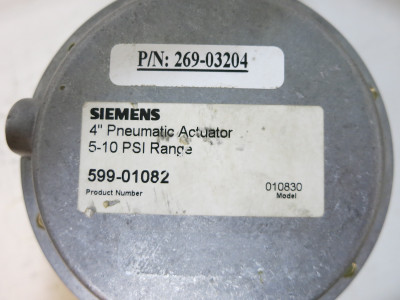 P/N: 269-03204
SIEMENS
4" Pneumatic Actuator
5-10 PSI Range
599-01082
010830
Product Number
Model